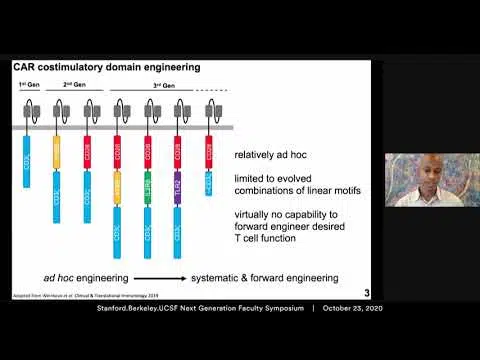 CAR costimulatory domain engineering
1st Gen
2nd Gen
3rd Gen
CD3ζ
CD3ζ
CD28
CD3ζ
CD28
CD3ζ
CD28
IL2Rβ
CD3ζ
CD28
TLR2
CD3ζ
CD28
CD3ζ
relatively ad hoc
limited to evolved
combinations of linear motifs
virtually no capability to
forward engineer desired
T cell function
ad hoc engineering
systematic & forward engineering
Adapted from Weinkove et al. Clinical & Translational Immunology 2019
3
Stanford.Berkeley.UCSF Next Generation Faculty Symposium | October 23, 2020